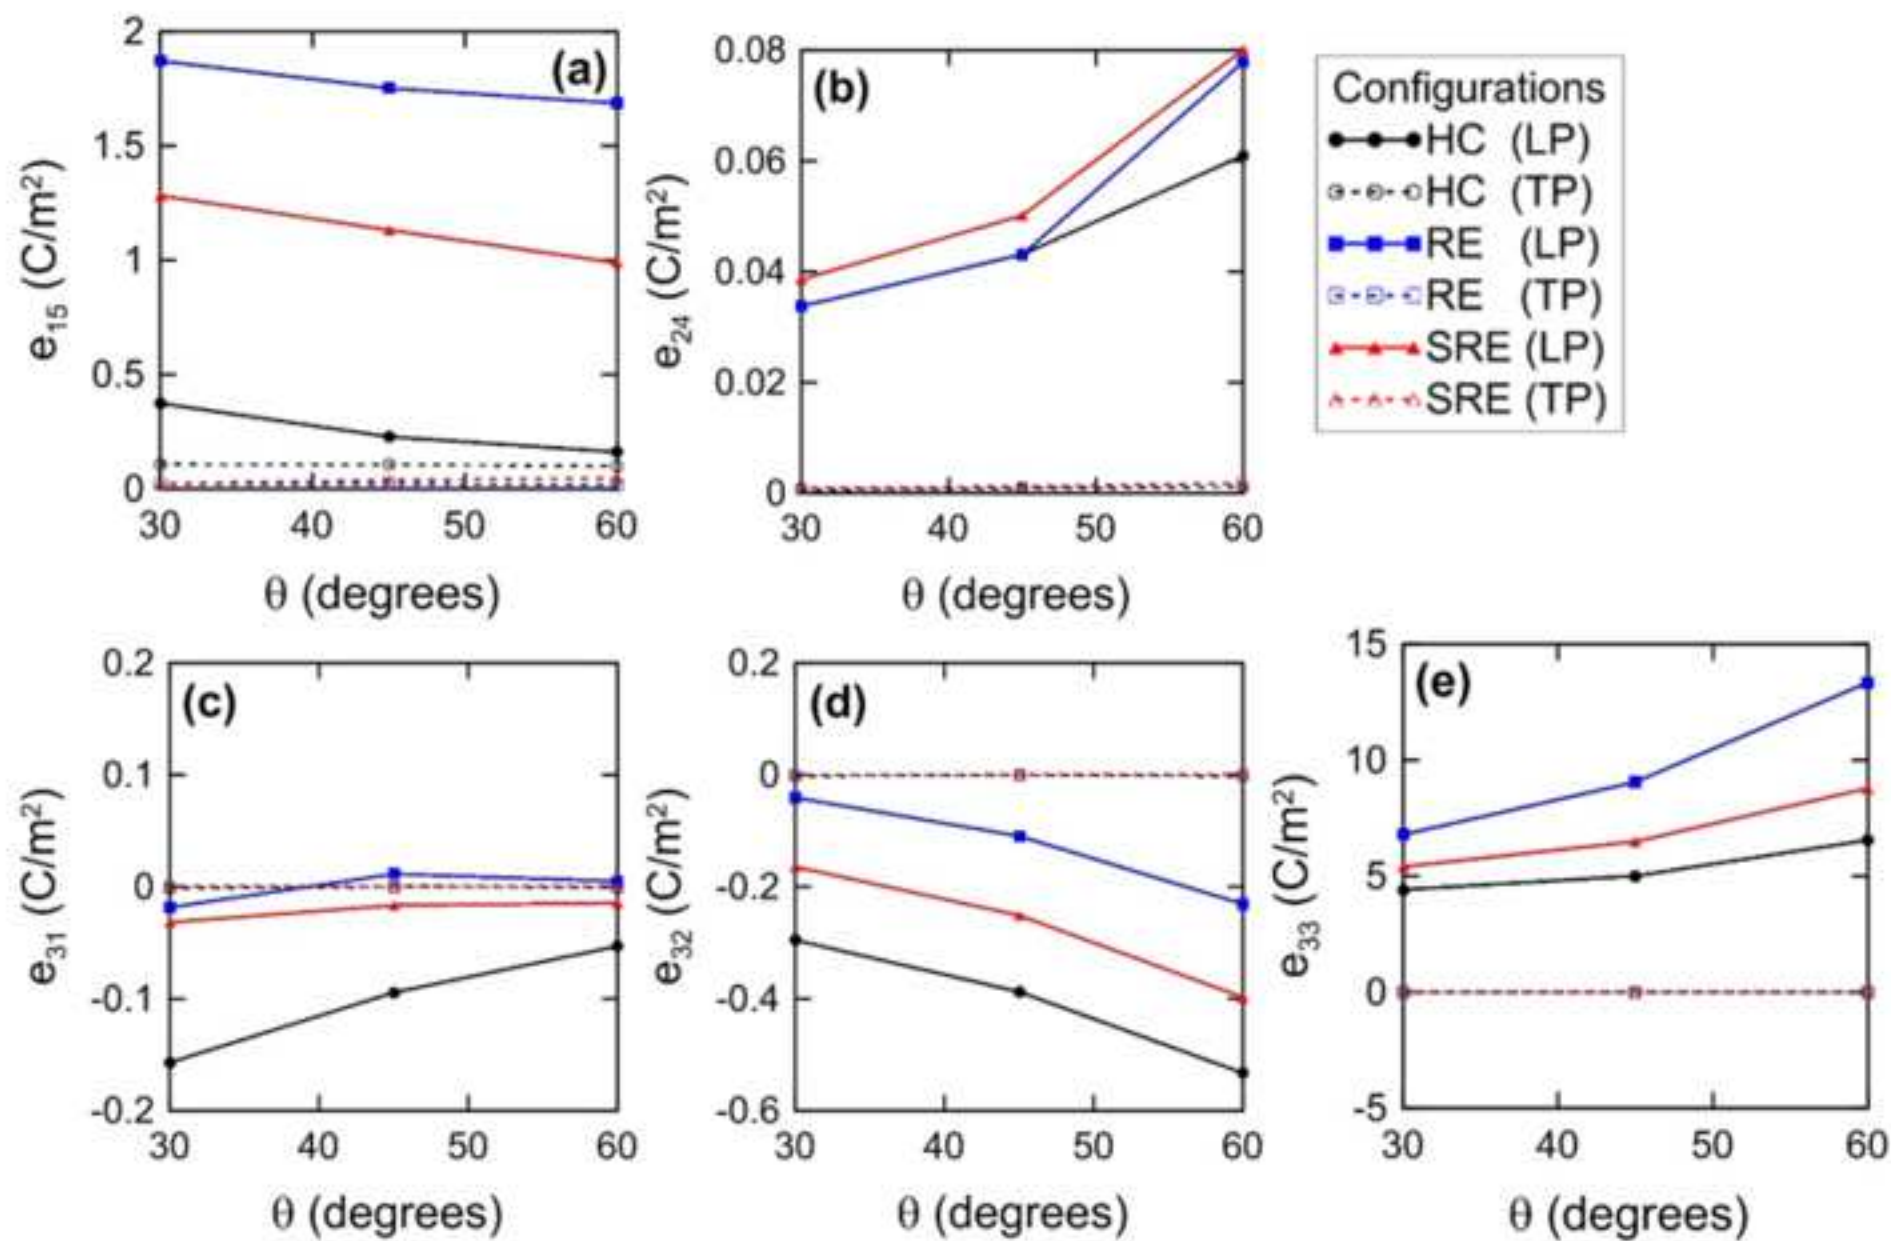 (a)
2
1.5
1
0.5
0
30 40 50 60
e15 (C/m2)
θ (degrees)
(b)
0.08
0.06
0.04
0.02
0
30 40 50 60
e24 (C/m2)
θ (degrees)
Configurations
HC (LP)
HC (TP)
RE (LP)
RE (TP)
SRE (LP)
SRE (TP)
(c)
0.2
0.1
0
-0.1
-0.2
30 40 50 60
e31 (C/m2)
θ (degrees)
(d)
0.2
0
-0.2
-0.4
-0.6
30 40 50 60
e32 (C/m2)
θ (degrees)
(e)
15
10
5
0
-5
30 40 50 60
e33 (C/m2)
θ (degrees)